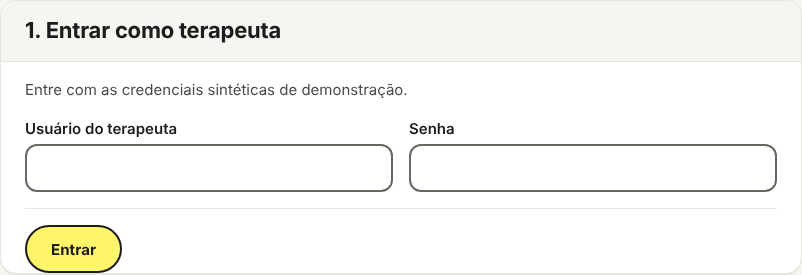 1. Entrar como terapeuta
Entre com as credenciais sintéticas de demonstração.
Usuário do terapeuta
Senha
Entrar